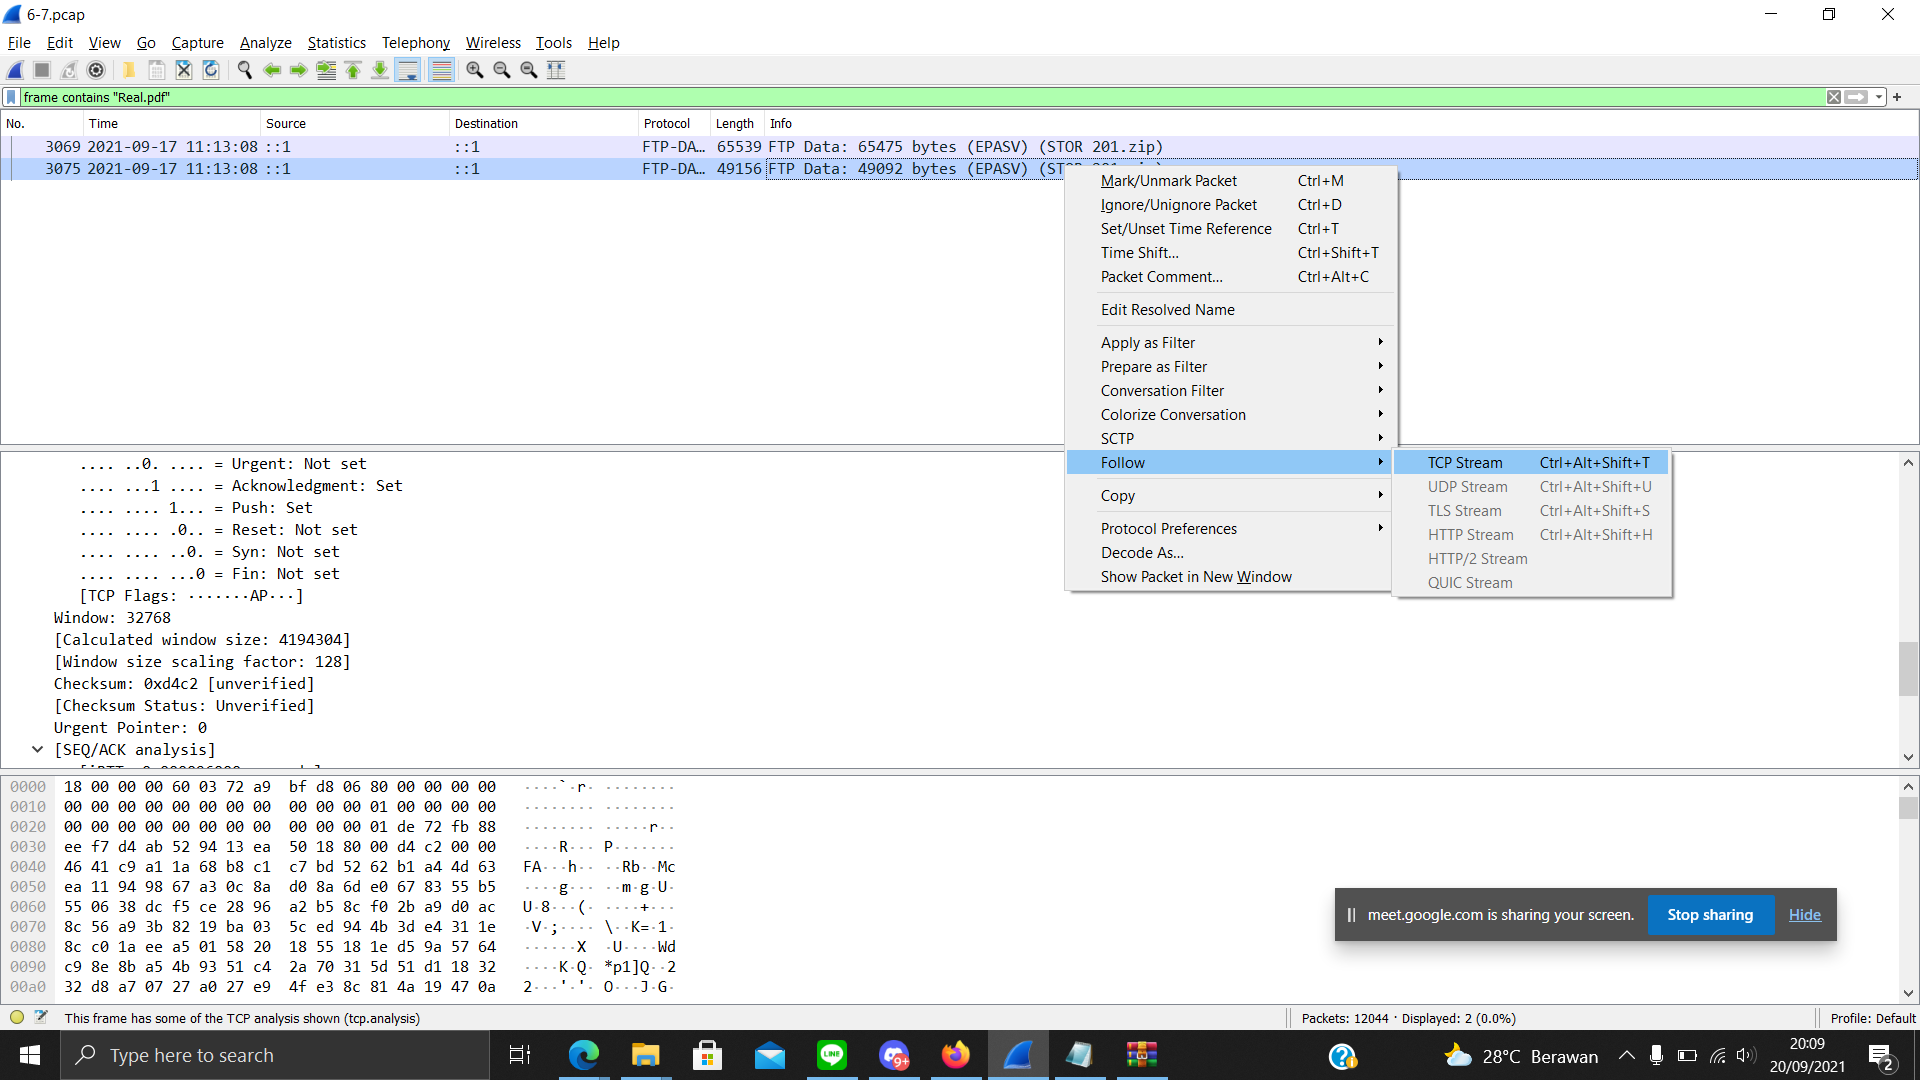 6-7.pcap
File Edit View Go Capture Analyze Statistics Telephony Wireless Tools Help
frame contains "Real.pdf"
No. Time Source Destination Protocol Length Info
3069 2021-09-17 11:13:08 ::1 ::1 FTP-DA… 65539 FTP Data: 65475 bytes (EPASV) (STOR 201.zip)
3075 2021-09-17 11:13:08 ::1 ::1 FTP-DA… 49156 FTP Data: 49092 bytes (EPASV)
Mark/Unmark Packet Ctrl+M
Ignore/Unignore Packet Ctrl+D
Set/Unset Time Reference Ctrl+T
Time Shift... Ctrl+Shift+T
Packet Comment... Ctrl+Alt+C
Edit Resolved Name
Apply as Filter
Prepare as Filter
Conversation Filter
Colorize Conversation
SCTP
Follow
Copy
Protocol Preferences
Decode As...
Show Packet in New Window
TCP Stream Ctrl+Alt+Shift+T
UDP Stream Ctrl+Alt+Shift+U
TLS Stream Ctrl+Alt+Shift+S
HTTP Stream Ctrl+Alt+Shift+H
HTTP/2 Stream
QUIC Stream
.... ..0. .... = Urgent: Not set
.... ...1 .... = Acknowledgment: Set
.... .... 1... = Push: Set
.... .... .0.. = Reset: Not set
.... .... ..0. = Syn: Not set
.... .... ...0 = Fin: Not set
[TCP Flags: ·······AP···]
Window: 32768
[Calculated window size: 4194304]
[Window size scaling factor: 128]
Checksum: 0xd4c2 [unverified]
[Checksum Status: Unverified]
Urgent Pointer: 0
[SEQ/ACK analysis]
0000 18 00 00 00 60 03 72 a9 bf d8 06 80 00 00 00 00 ····`·r· ········
0010 00 00 00 00 00 00 00 00 00 00 00 01 00 00 00 00 ········ ········
0020 00 00 00 00 00 00 00 00 00 00 00 01 de 72 fb 88 ········ ·····r··
0030 ee f7 d4 ab 52 94 13 ea 50 18 80 00 d4 c2 00 00 ····R··· P·······
0040 46 41 c9 a1 1a 68 b8 c1 c7 bd 52 62 b1 a4 4d 63 FA···h·· ··Rb··Mc
0050 ea 11 94 98 67 a3 0c 8a d0 8a 6d e0 67 83 55 b5 ····g··· ··m·g·U·
0060 55 06 38 dc f5 ce 28 96 a2 b5 8c f0 2b a9 d0 ac U·8···(· ····+···
0070 8c 56 a9 3b 82 19 ba 03 5c ed 94 4b 3d e4 31 1e ·V·;···· \··K=·1·
0080 8c c0 1a ee a5 01 58 20 18 55 18 1e d5 9a 57 64 ······X  ·U····Wd
0090 c9 8e 8b a5 4b 93 51 c4 2a 70 31 5d 51 d1 18 32 ····K·Q· *p1]Q··2
00a0 32 d8 a7 07 27 a0 27 e9 4f e3 8c 81 4a 19 47 0a 2···'·'· O···J·G·
meet.google.com is sharing your screen. Stop sharing Hide
This frame has some of the TCP analysis shown (tcp.analysis) Packets: 12044 · Displayed: 2 (0.0%) Profile: Default
Type here to search
LINE
9+
28°C Berawan
20:09
20/09/2021
2